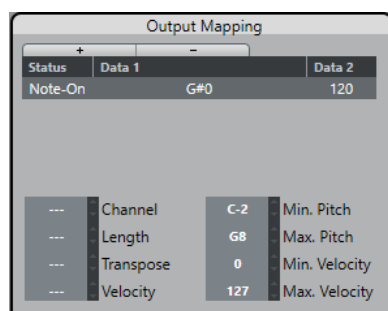 Output Mapping
+ −
Status Data 1 Data 2
Note-On G#0 120
--- Channel C-2 Min. Pitch
--- Length G8 Max. Pitch
--- Transpose 0 Min. Velocity
--- Velocity 127 Max. Velocity